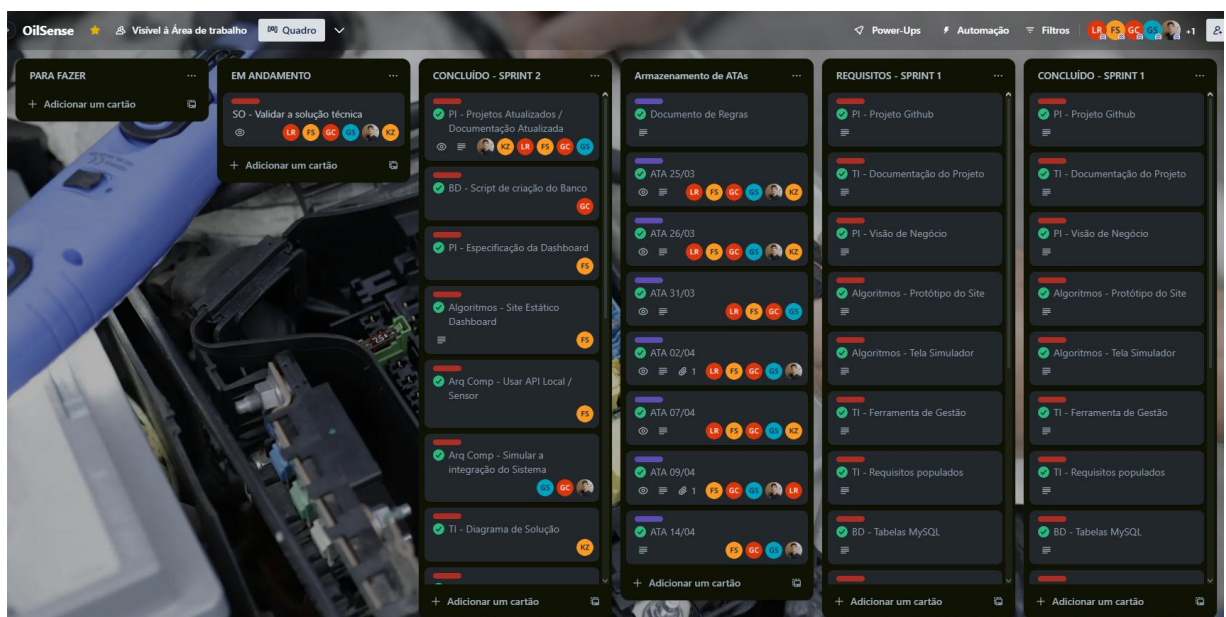 OilSense Visível à Área de trabalho Quadro Power-Ups Automação Filtros LR FS GC GS +1
PARA FAZER
+ Adicionar um cartão
EM ANDAMENTO
SO - Validar a solução técnica
LR FS GC GS KZ
+ Adicionar um cartão
CONCLUÍDO - SPRINT 2
PI - Projetos Atualizados /
Documentação Atualizada
KZ LR FS GC GS
BD - Script de criação do Banco
GC
PI - Especificação da Dashboard
FS
Algoritmos - Site Estático
Dashboard
FS
Arq Comp - Usar API Local /
Sensor
FS
Arq Comp - Simular a
integração do Sistema
GS GC
TI - Diagrama de Solução
KZ
+ Adicionar um cartão
Armazenamento de ATAs
Documento de Regras
ATA 25/03
LR FS GC GS KZ
ATA 26/03
LR FS GC GS KZ
ATA 31/03
LR FS GC GS
ATA 02/04
1 LR FS GC GS
ATA 07/04
LR FS GC GS KZ
ATA 09/04
1 FS GC GS LR
ATA 14/04
FS GC GS
+ Adicionar um cartão
REQUISITOS - SPRINT 1
PI - Projeto Github
TI - Documentação do Projeto
PI - Visão de Negócio
Algoritmos - Protótipo do Site
Algoritmos - Tela Simulador
TI - Ferramenta de Gestão
TI - Requisitos populados
BD - Tabelas MySQL
+ Adicionar um cartão
CONCLUÍDO - SPRINT 1
PI - Projeto Github
TI - Documentação do Projeto
PI - Visão de Negócio
Algoritmos - Protótipo do Site
Algoritmos - Tela Simulador
TI - Ferramenta de Gestão
TI - Requisitos populados
BD - Tabelas MySQL
+ Adicionar um cartão